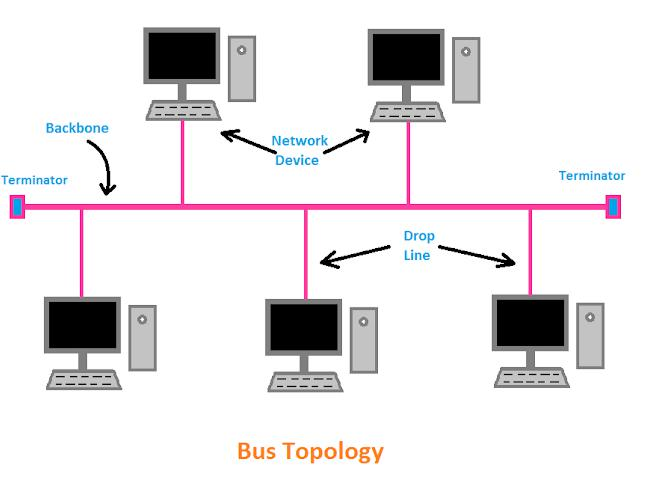 Backbone
Network
Device
Terminator
Terminator
Drop
Line
Bus Topology